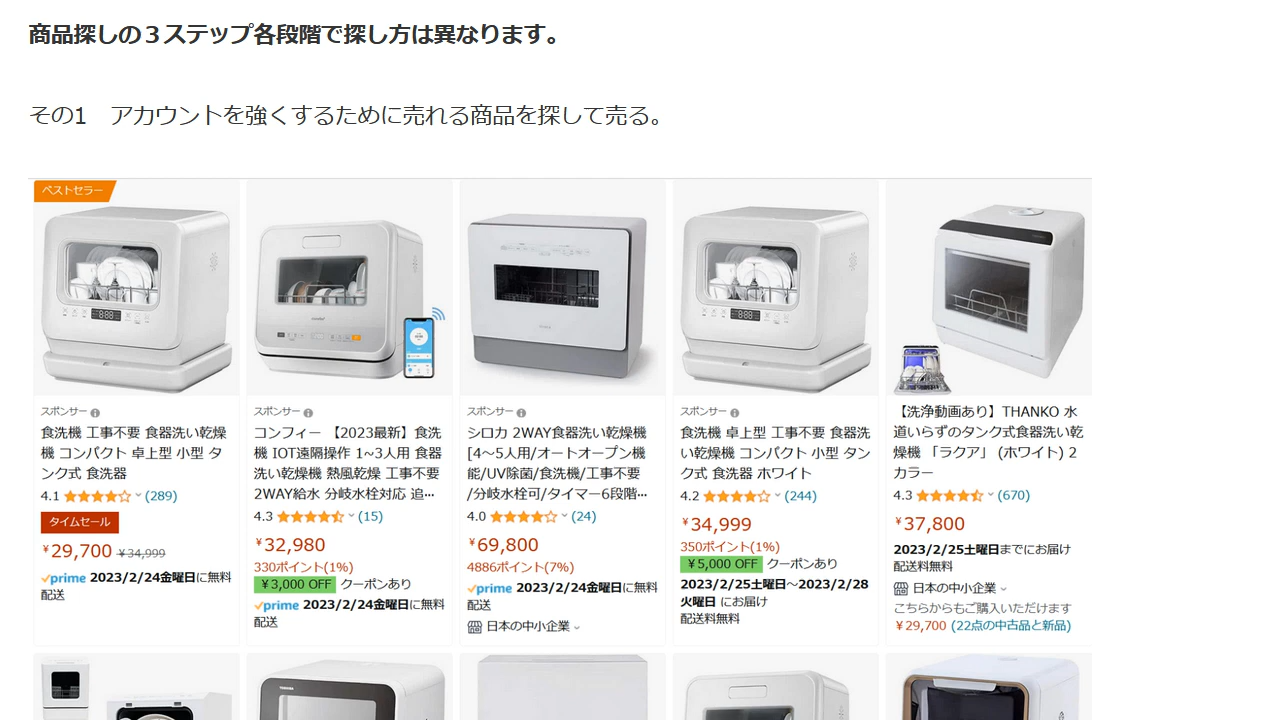 商品探しの３ステップ各段階で探し方は異なります。
その1　アカウントを強くするために売れる商品を探して売る。
ベストセラー
スポンサー
食洗機 工事不要 食器洗い乾燥
機 コンパクト 卓上型 小型 タ
ンク式 食洗器
4.1 (289)
タイムセール
¥29,700 ¥34,999
prime 2023/2/24金曜日に無料
配送
スポンサー
コンフィー 【2023最新】食洗
機 IOT遠隔操作 1~3人用 食器
洗い乾燥機 熱風乾燥 工事不要
2WAY給水 分岐水栓対応 追…
4.3 (15)
¥32,980
330ポイント(1%)
¥3,000 OFF クーポンあり
prime 2023/2/24金曜日に無料
配送
スポンサー
シロカ 2WAY食器洗い乾燥機
[4〜5人用/オートオープン機
能/UV除菌/食洗機/工事不要
/分岐水栓可/タイマー6段階…
4.0 (24)
¥69,800
4886ポイント(7%)
prime 2023/2/24金曜日に無料
配送
日本の中小企業
スポンサー
食洗機 卓上型 工事不要 食器洗
い乾燥機 コンパクト 小型 タン
ク式 食洗器 ホワイト
4.2 (244)
¥34,999
350ポイント(1%)
¥5,000 OFF クーポンあり
2023/2/25土曜日〜2023/2/28
火曜日 にお届け
配送料無料
【洗浄動画あり】THANKO 水
道いらずのタンク式食器洗い乾
燥機 「ラクア」 (ホワイト) 2
カラー
4.3 (670)
¥37,800
2023/2/25土曜日までにお届け
配送料無料
日本の中小企業
こちらからもご購入いただけます
¥29,700 (22点の中古品と新品)
TOSHIBA